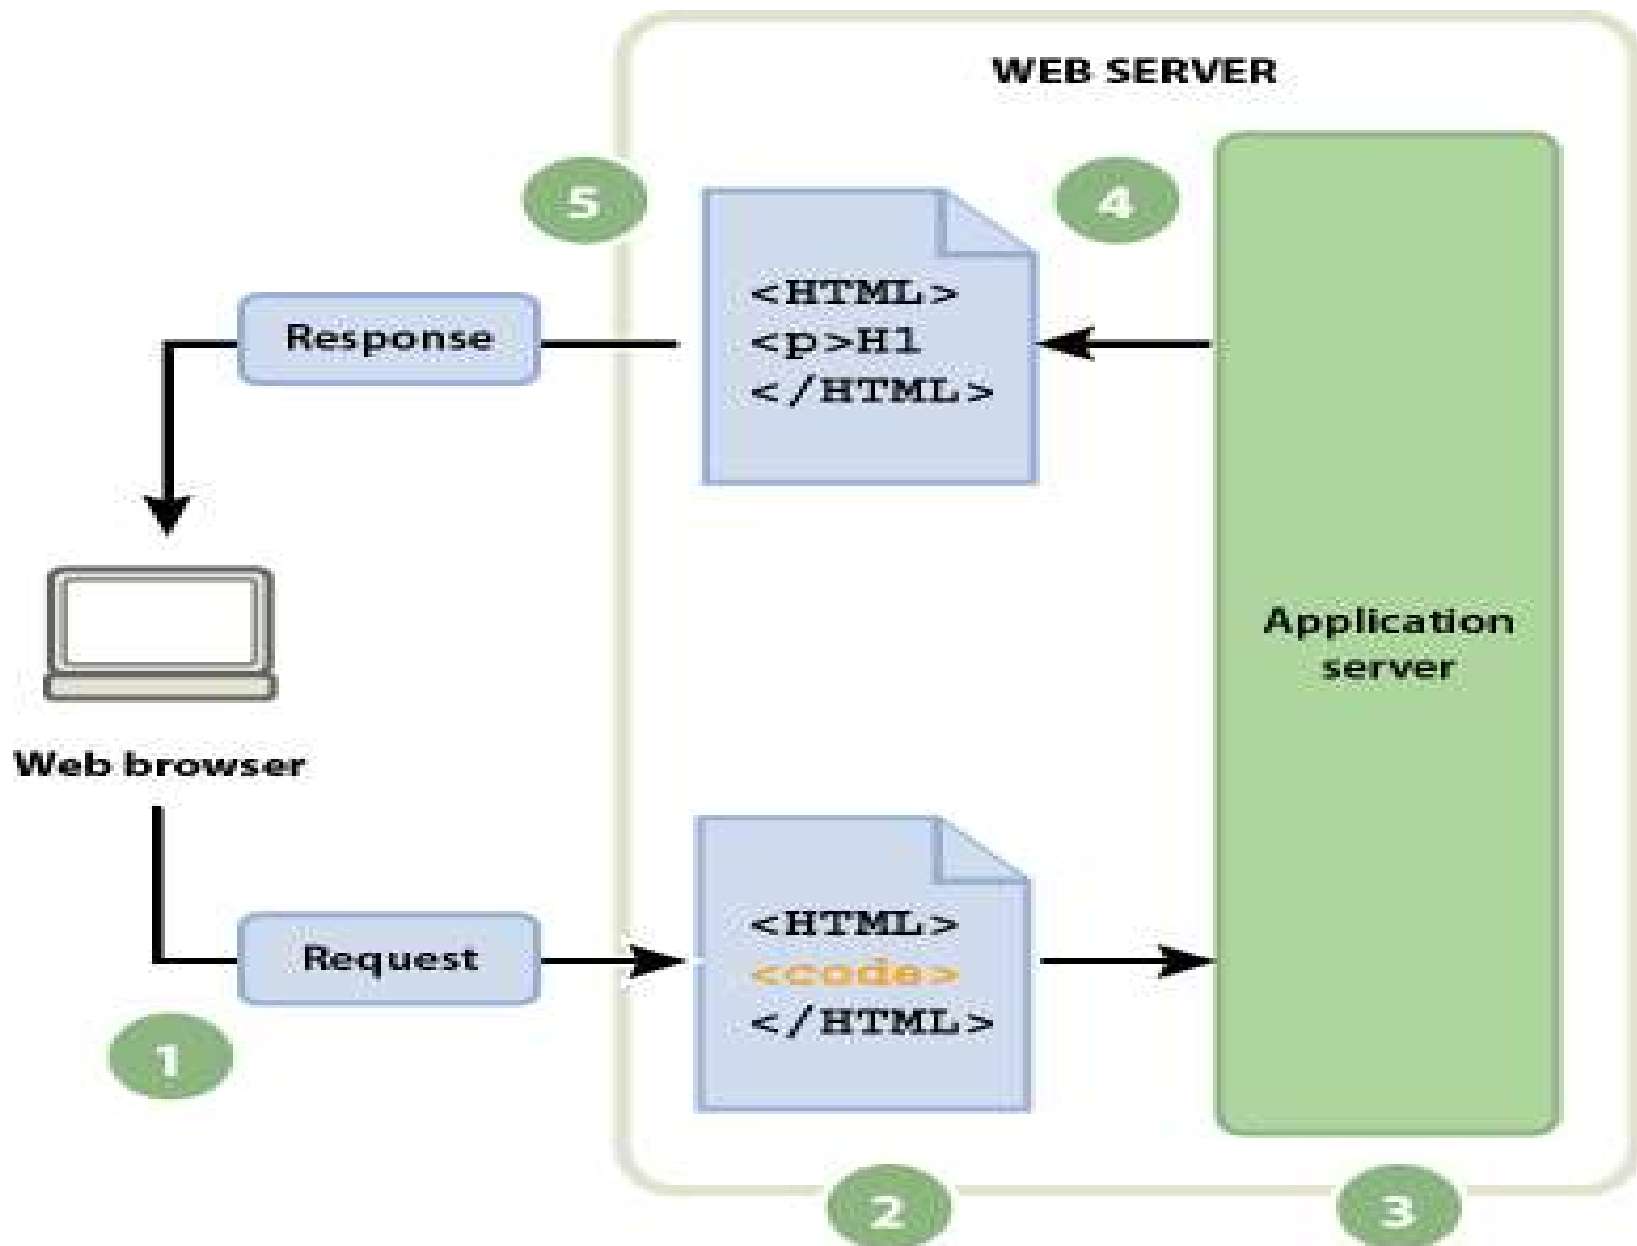 WEB SERVER
5
4
<HTML>
<p>H1
</HTML>
Response
Application
server
Web browser
<HTML>
<code>
</HTML>
Request
1
2
3